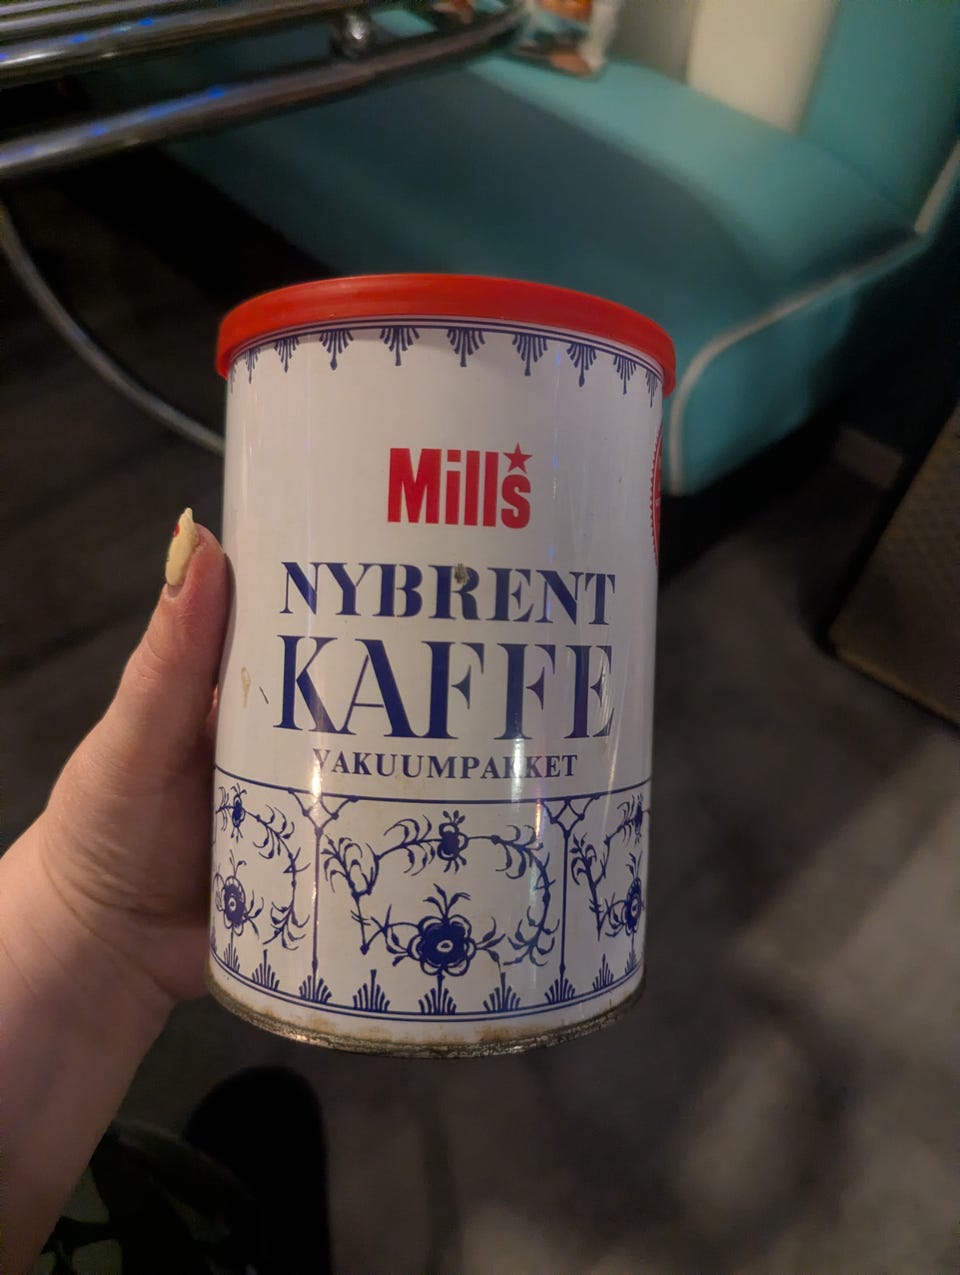 Mills
NYBRENT
KAFFE
VAKUUMPAKKET